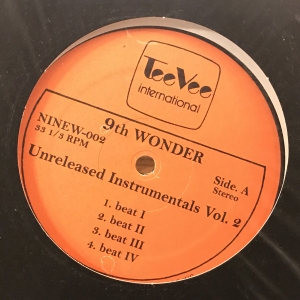 TeeVee
international
9th WONDER
NINEW-002
33 1/3 RPM
Side. A
Stereo
Unreleased Instrumentals Vol. 2
1. beat I
2. beat II
3. beat III
4. beat IV